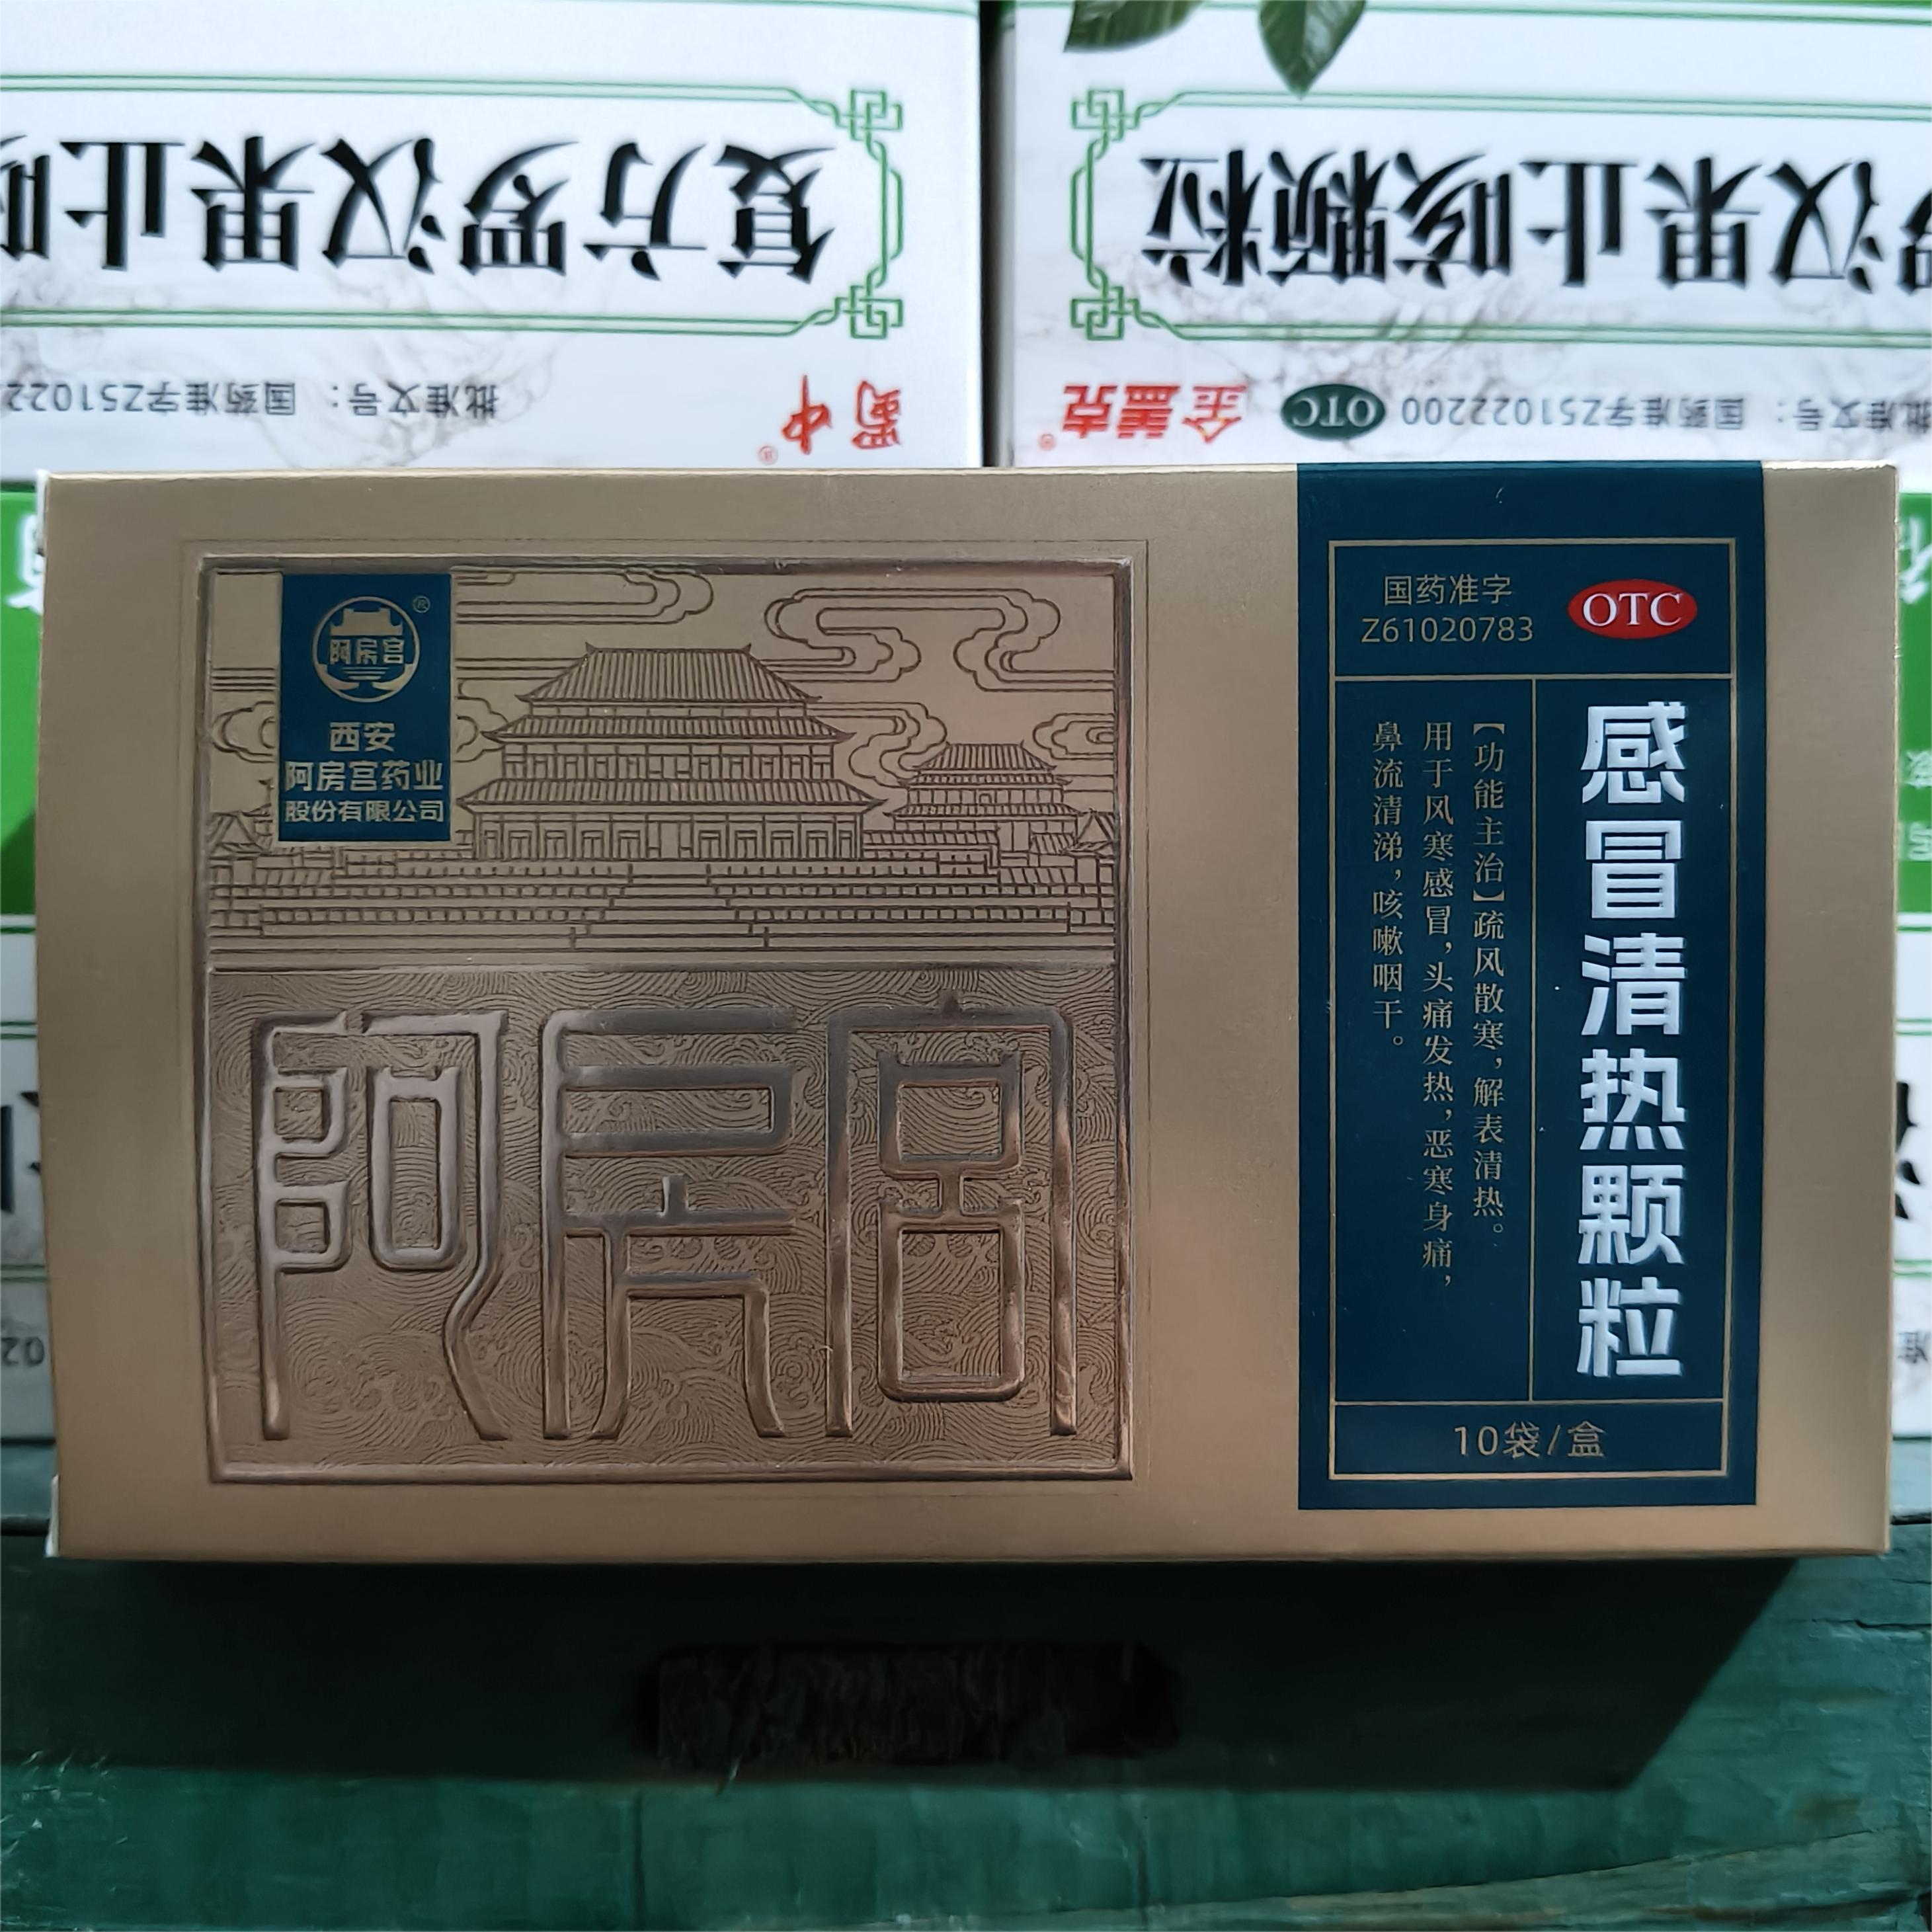 复方罗汉果止咳
批准文号：国药准字Z51022
蜀中®
罗汉果止咳颗粒
批准文号：国药准字Z51022200 OTC 金盖克®
阿房宫®
西安
阿房宫药业
股份有限公司
阿房宫
国药准字
Z61020783
OTC
感冒清热颗粒
【功能主治】疏风散寒，解表清热。
用于风寒感冒，头痛发热，恶寒身痛，
鼻流清涕，咳嗽咽干。
10袋/盒